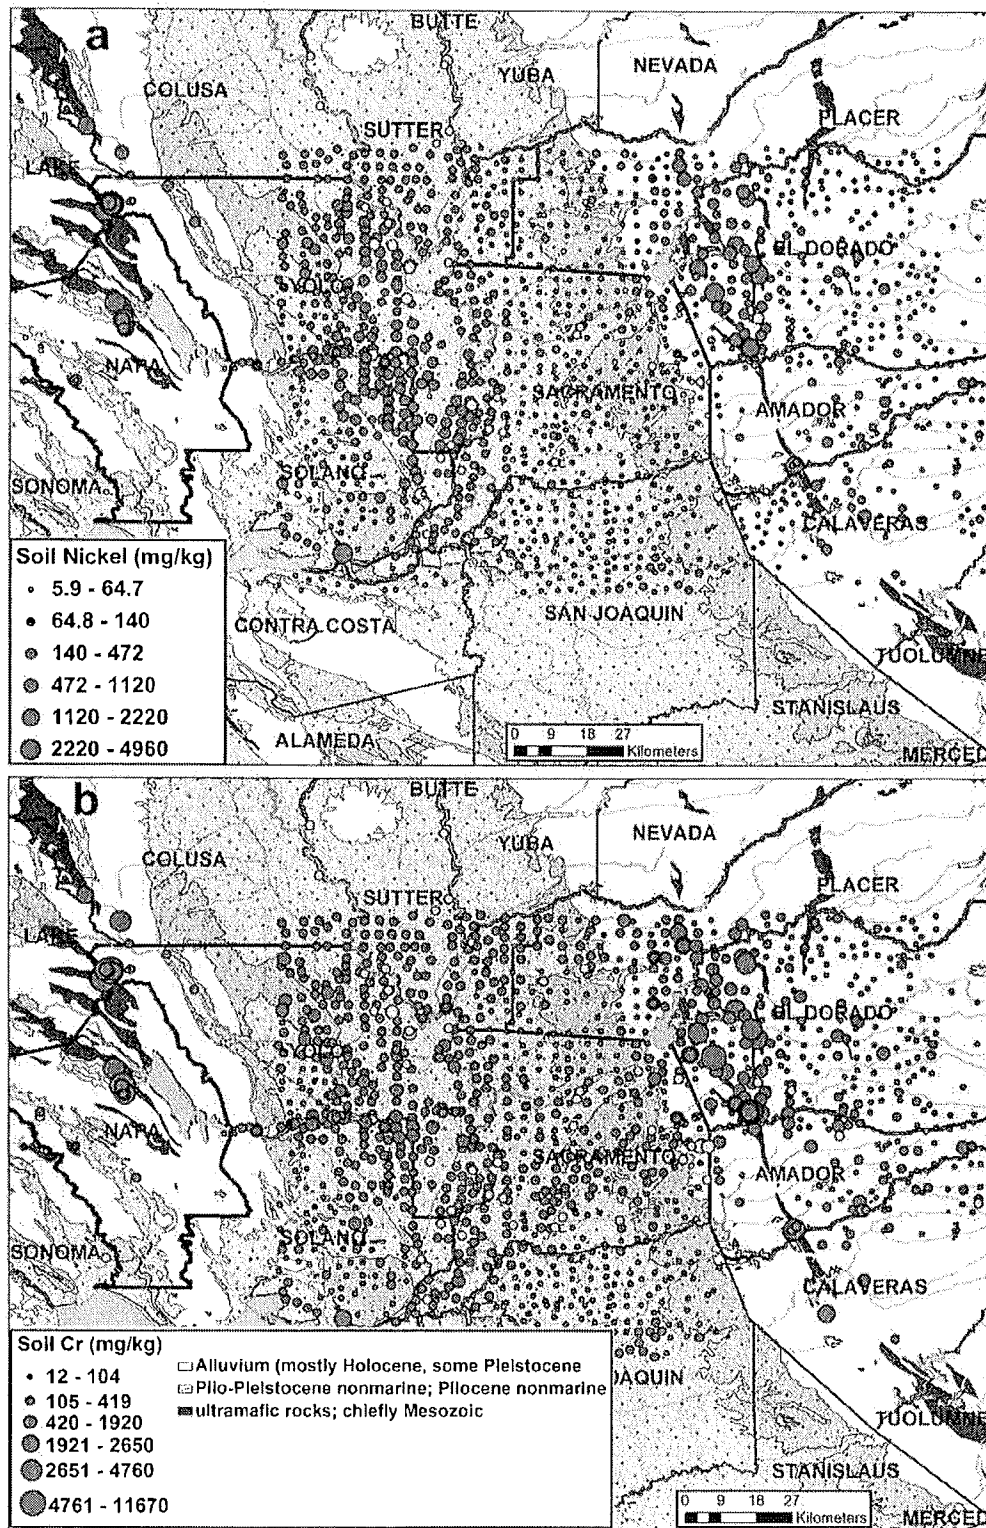 a
BUTTE
YUBA
NEVADA
COLUSA
PLACER
SUTTER
LAKE
EL DORADO
YOLO
NAPA
SACRAMENTO
AMADOR
SOLANO
SONOMA
CALAVERAS
Soil Nickel (mg/kg)
5.9 - 64.7
64.8 - 140
140 - 472
472 - 1120
1120 - 2220
2220 - 4960
SAN JOAQUIN
CONTRA COSTA
TUOLUMNE
STANISLAUS
ALAMEDA
0 9 18 27
Kilometers
MERCED
b
BUTTE
YUBA
NEVADA
COLUSA
PLACER
SUTTER
LAKE
EL DORADO
YOLO
NAPA
SACRAMENTO
AMADOR
SOLANO
SONOMA
CALAVERAS
Soil Cr (mg/kg)
12 - 104
105 - 419
420 - 1920
1921 - 2650
2651 - 4760
4761 - 11670
Alluvium (mostly Holocene, some Pleistocene
Plio-Pleistocene nonmarine; Pliocene nonmarine
ultramafic rocks; chiefly Mesozoic
OAQUIN
TUOLUMNE
STANISLAUS
0 9 18 27
Kilometers
MERCED